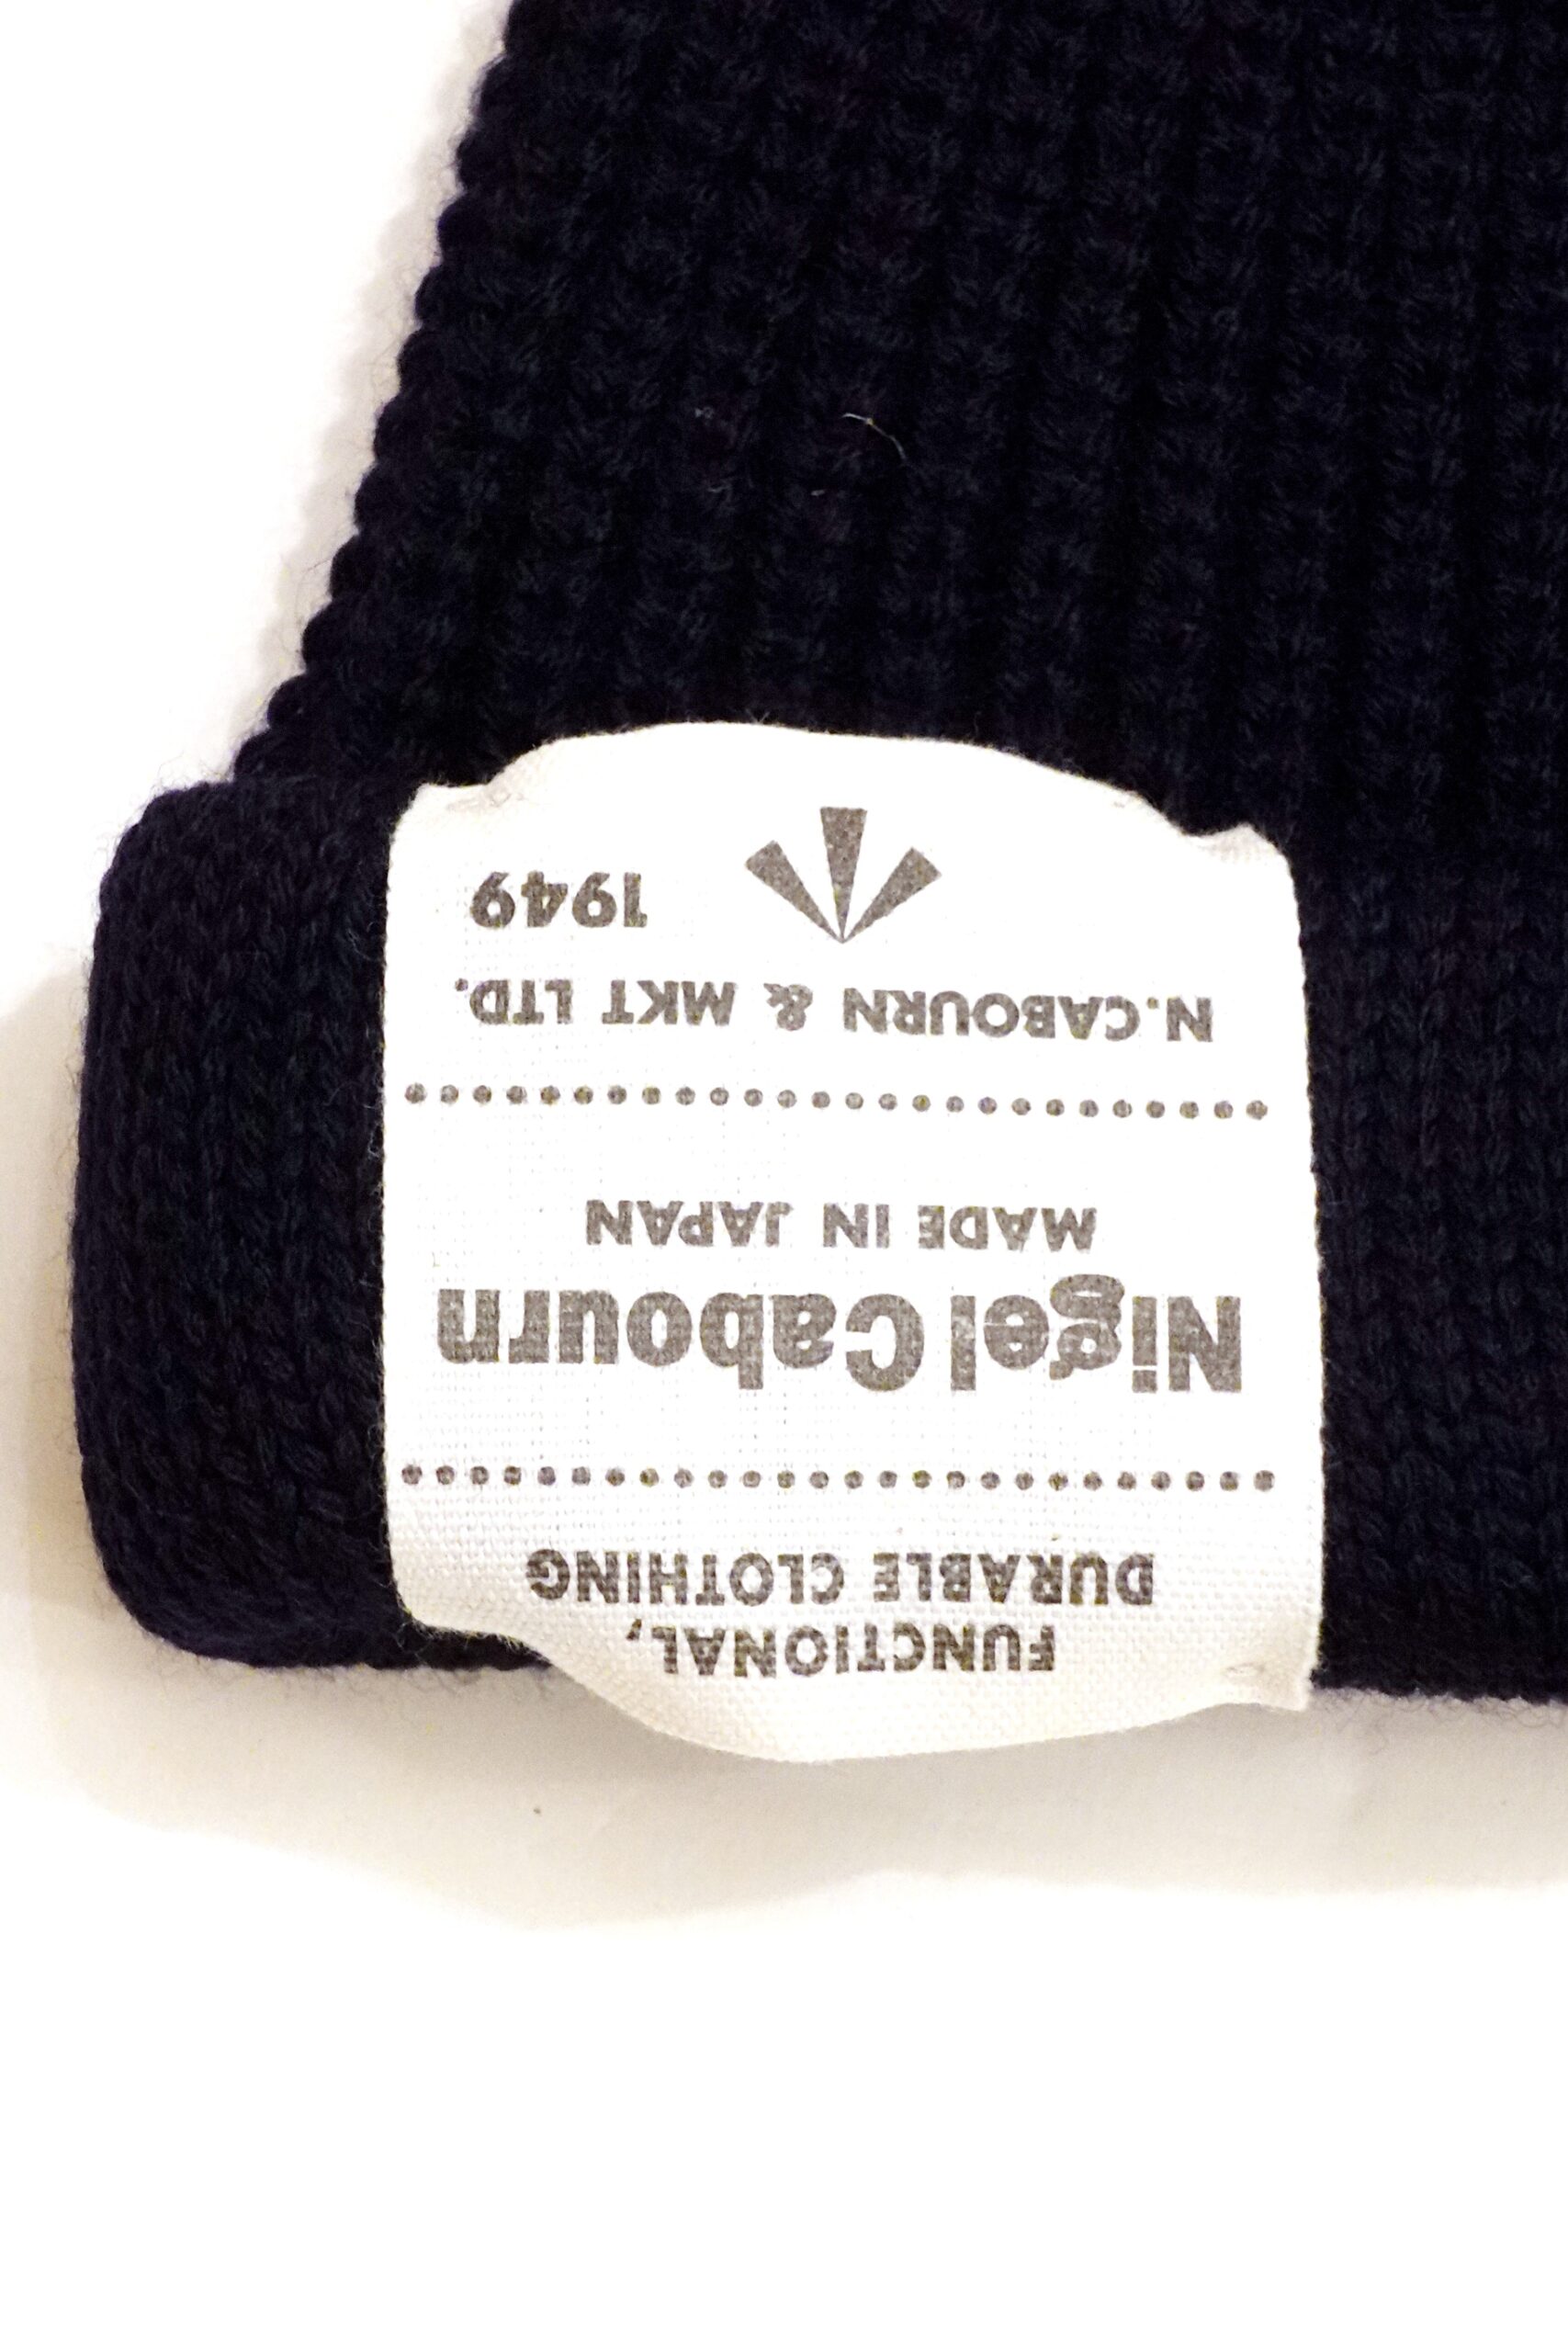 FUNCTIONAL,
DURABLE CLOTHING
Nigel Cabourn
MADE IN JAPAN
N.CABOURN & MKT LTD.
1949